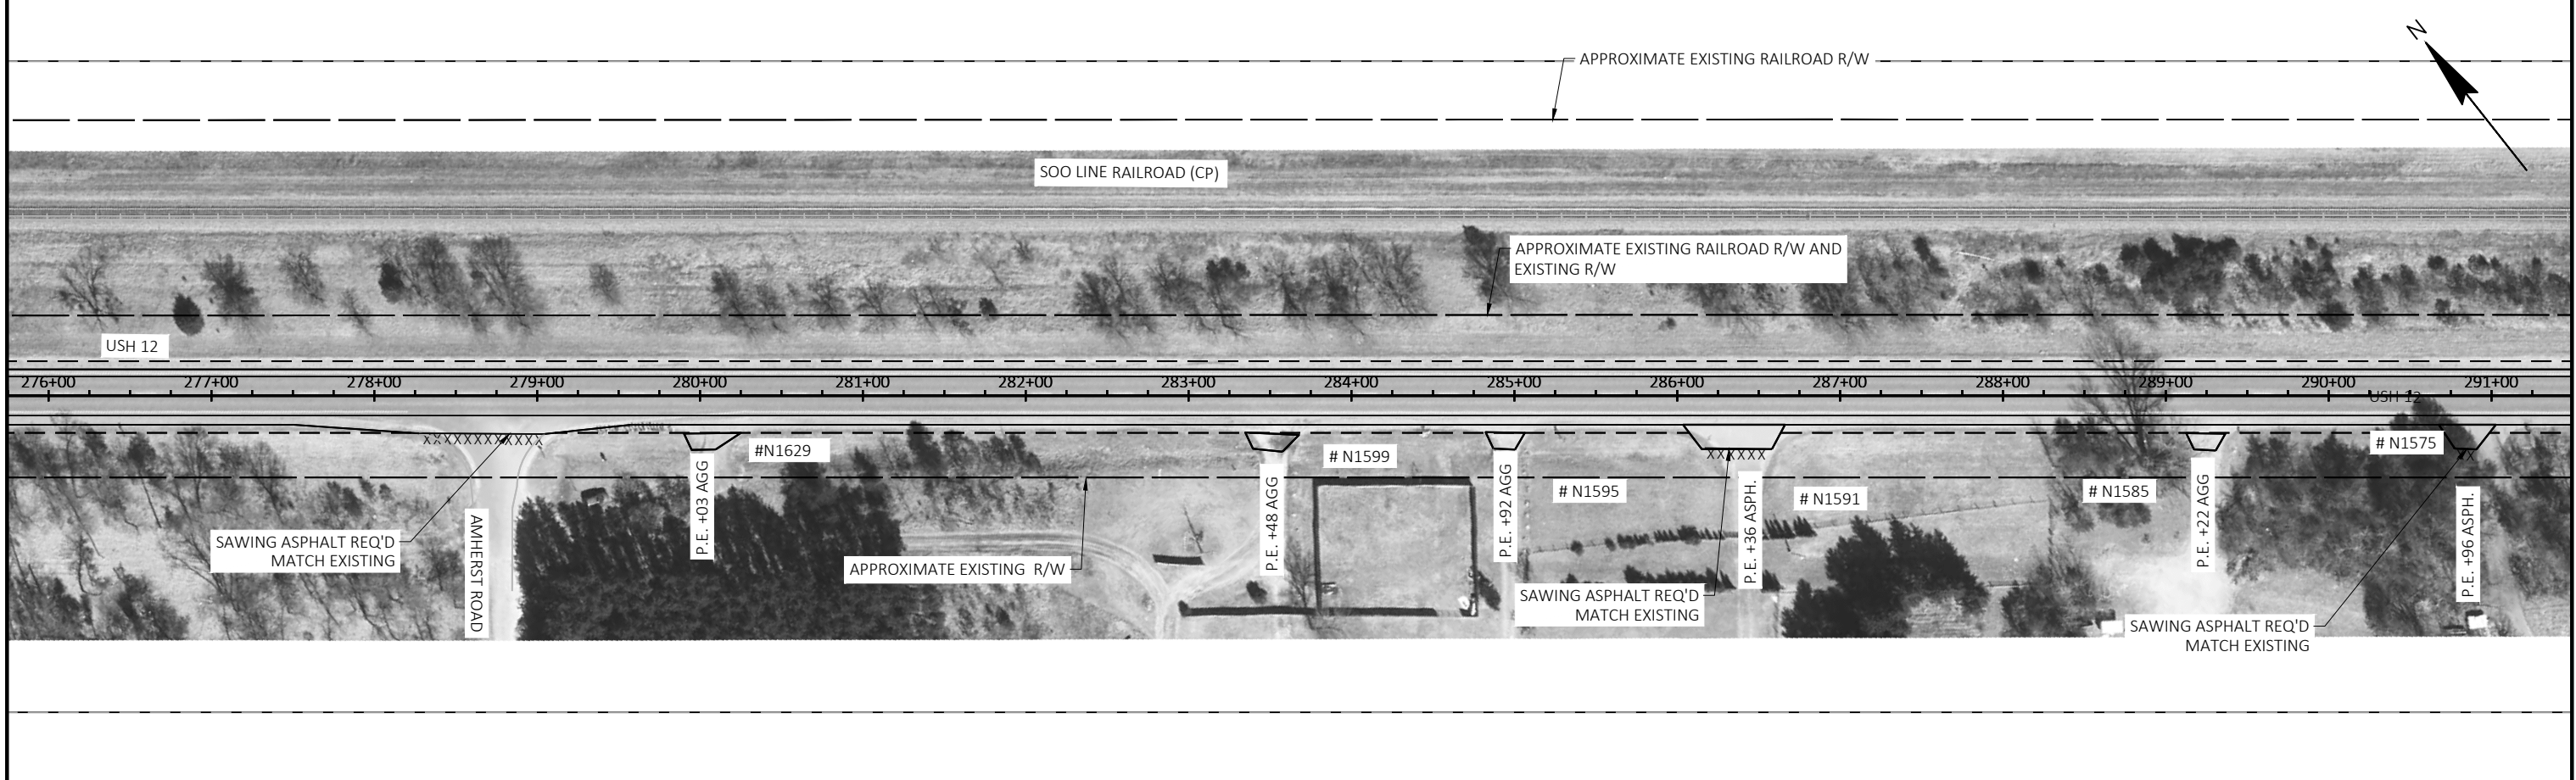 N
APPROXIMATE EXISTING RAILROAD R/W
SOO LINE RAILROAD (CP)
APPROXIMATE EXISTING RAILROAD R/W AND
EXISTING R/W
USH 12
276+00
277+00
278+00
279+00
280+00
281+00
282+00
283+00
284+00
285+00
286+00
287+00
288+00
289+00
290+00
291+00
USH 12
XXXXXXXXXXXXX
#N1629
# N1599
# N1595
XXXXXX
# N1591
# N1585
# N1575
XX
SAWING ASPHALT REQ'D
MATCH EXISTING
AMHERST ROAD
P.E. +03 AGG
APPROXIMATE EXISTING R/W
P.E. +48 AGG
P.E. +92 AGG
SAWING ASPHALT REQ'D
MATCH EXISTING
P.E. +36 ASPH.
P.E. +22 AGG
SAWING ASPHALT REQ'D
MATCH EXISTING
P.E. +96 ASPH.